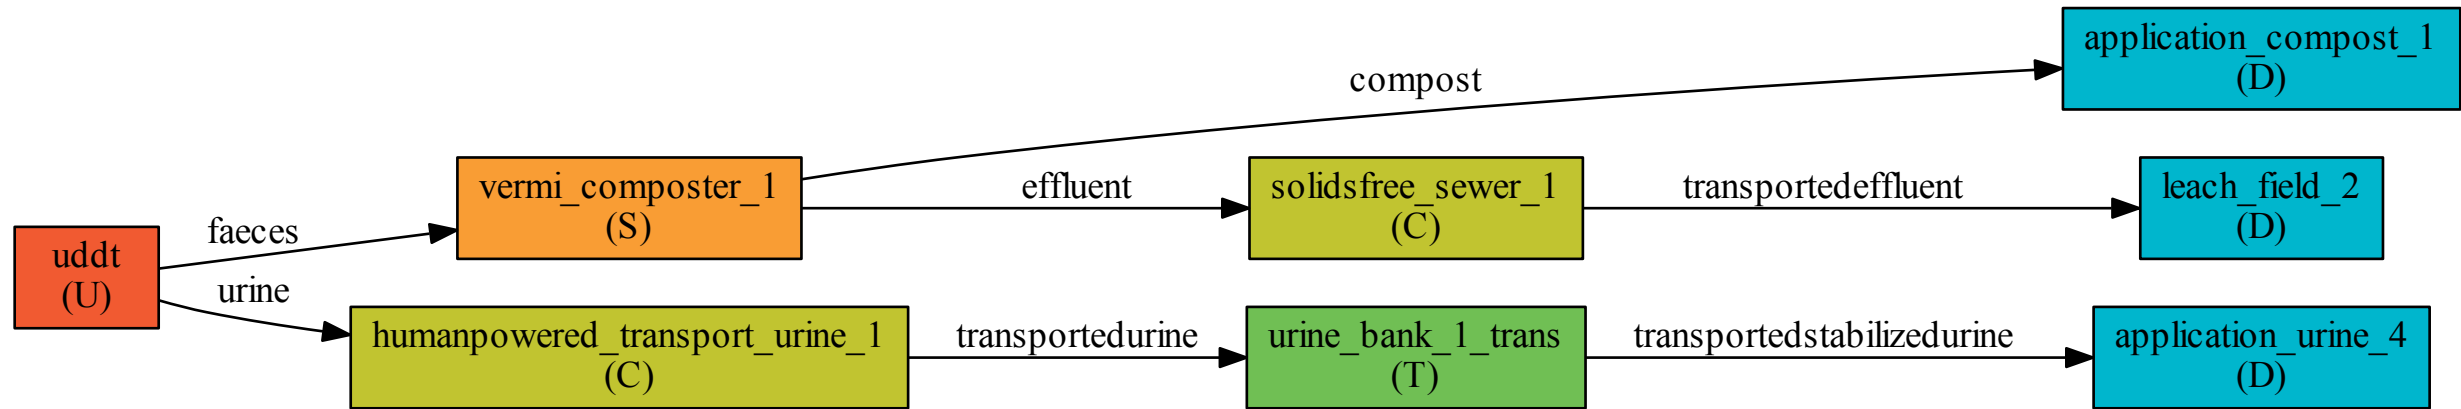 application_compost_1
(D)
compost
vermi_composter_1
(S)
effluent
solidsfree_sewer_1
(C)
transportedeffluent
leach_field_2
(D)
faeces
uddt
(U)
urine
humanpowered_transport_urine_1
(C)
transportedurine
urine_bank_1_trans
(T)
transportedstabilizedurine
application_urine_4
(D)